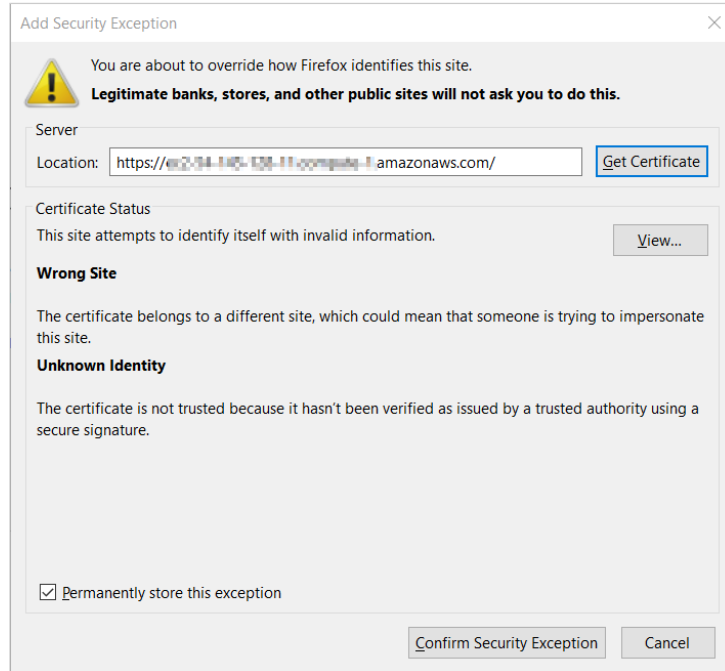 Add Security Exception
You are about to override how Firefox identifies this site.
Legitimate banks, stores, and other public sites will not ask you to do this.
Server
Location: https:// amazonaws.com/ Get Certificate
Certificate Status
This site attempts to identify itself with invalid information.
View...
Wrong Site
The certificate belongs to a different site, which could mean that someone is trying to impersonate
this site.
Unknown Identity
The certificate is not trusted because it hasn't been verified as issued by a trusted authority using a
secure signature.
Permanently store this exception
Confirm Security Exception Cancel